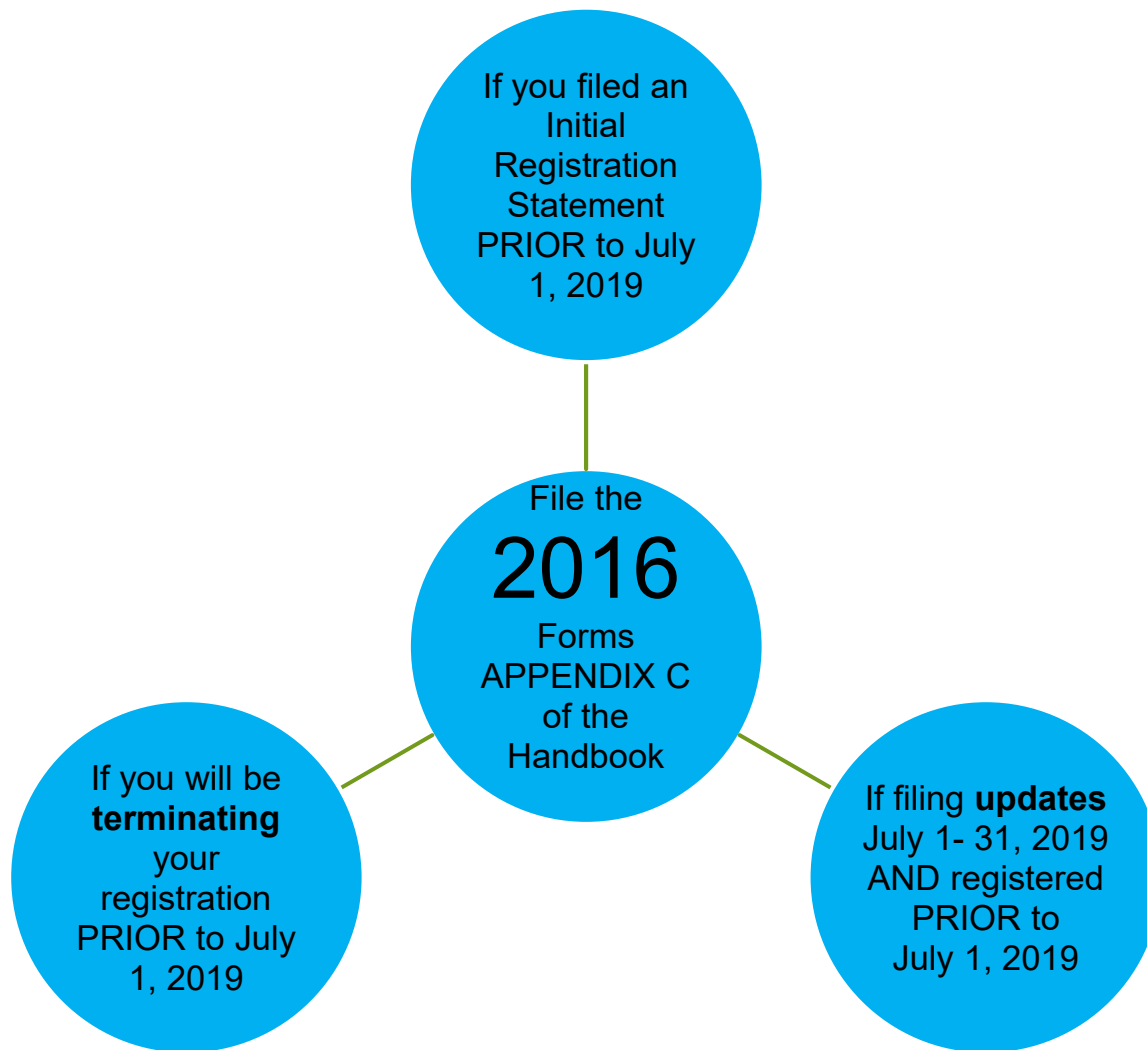 If you filed an
Initial
Registration
Statement
PRIOR to July
1, 2019
File the
2016
Forms
APPENDIX C
of the
Handbook
If you will be
terminating
your
registration
PRIOR to July
1, 2019
If filing updates
July 1- 31, 2019
AND registered
PRIOR to
July 1, 2019